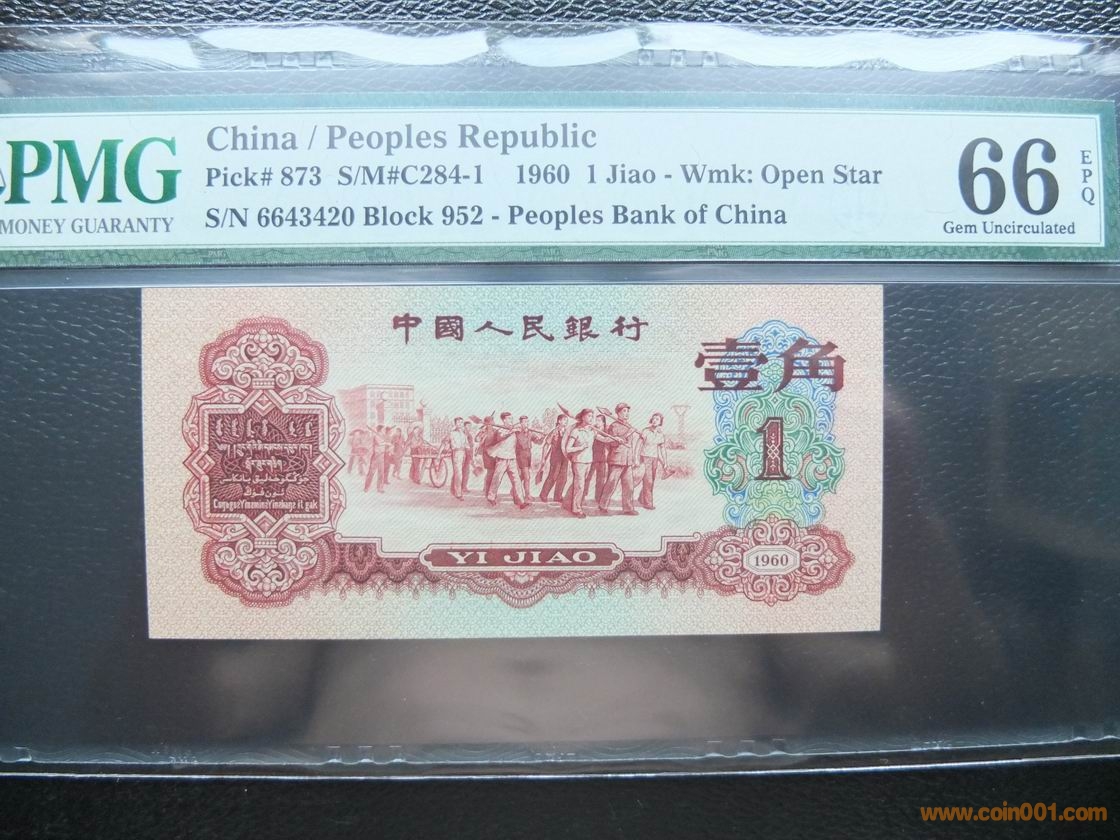 China / Peoples Republic
PMG
Pick# 873 S/M#C284-1 1960 1 Jiao - Wmk: Open Star
MONEY GUARANTY
S/N 6643420 Block 952 - Peoples Bank of China
66
EPQ
Gem Uncirculated
中國人民銀行
壹角
1
YI JIAO
1960
www.coin001.com